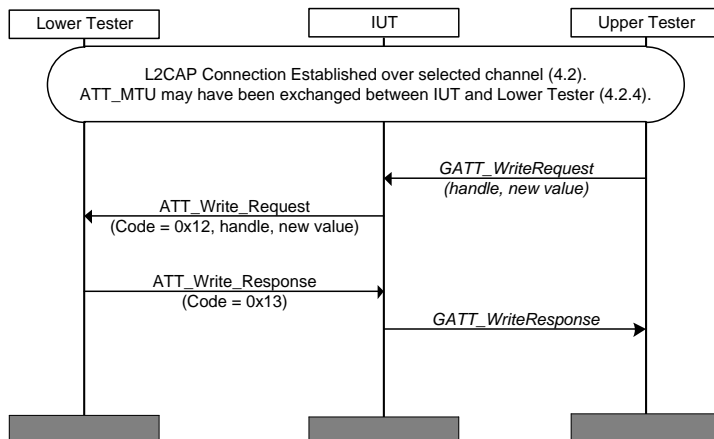 Lower Tester
IUT
Upper Tester
L2CAP Connection Established over selected channel (4.2).
ATT_MTU may have been exchanged between IUT and Lower Tester (4.2.4).
GATT_WriteRequest
(handle, new value)
ATT_Write_Request
(Code = 0x12, handle, new value)
ATT_Write_Response
(Code = 0x13)
GATT_WriteResponse